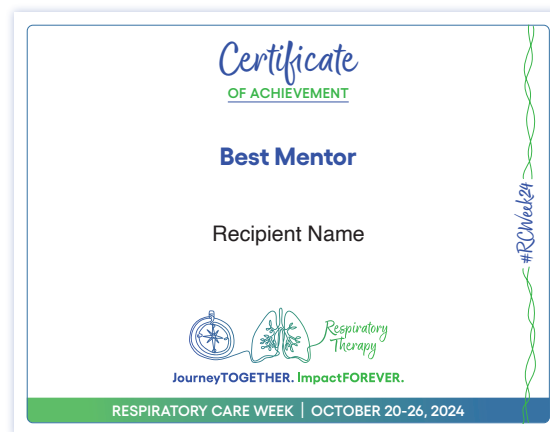 Certificate
OF ACHIEVEMENT
Best Mentor
Recipient Name
#RCWeek24
Respiratory
Therapy
JourneyTOGETHER. ImpactFOREVER.
RESPIRATORY CARE WEEK | OCTOBER 20-26, 2024